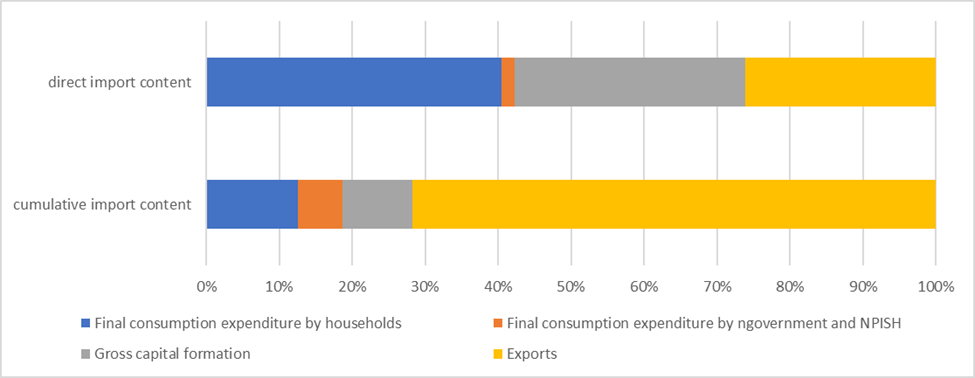 direct import content
cumulative import content
0% 10% 20% 30% 40% 50% 60% 70% 80% 90% 100%
Final consumption expenditure by households
Final consumption expenditure by ngovernment and NPISH
Gross capital formation
Exports